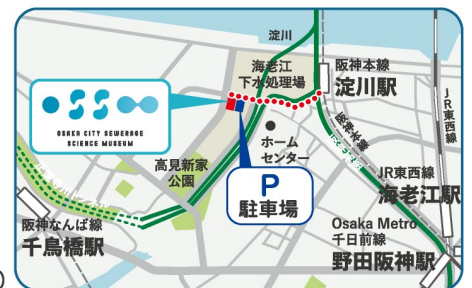 淀川
海老江
下水処理場
阪神本線
淀川駅
阪神本線
JR東西線
OSAKA CITY SEWERAGE
SCIENCE MUSEUM
ホーム
センター
高見新家
公園
P
駐車場
JR東西線
海老江駅
阪神なんば線
千鳥橋駅
Osaka Metro
千日前線
野田阪神駅